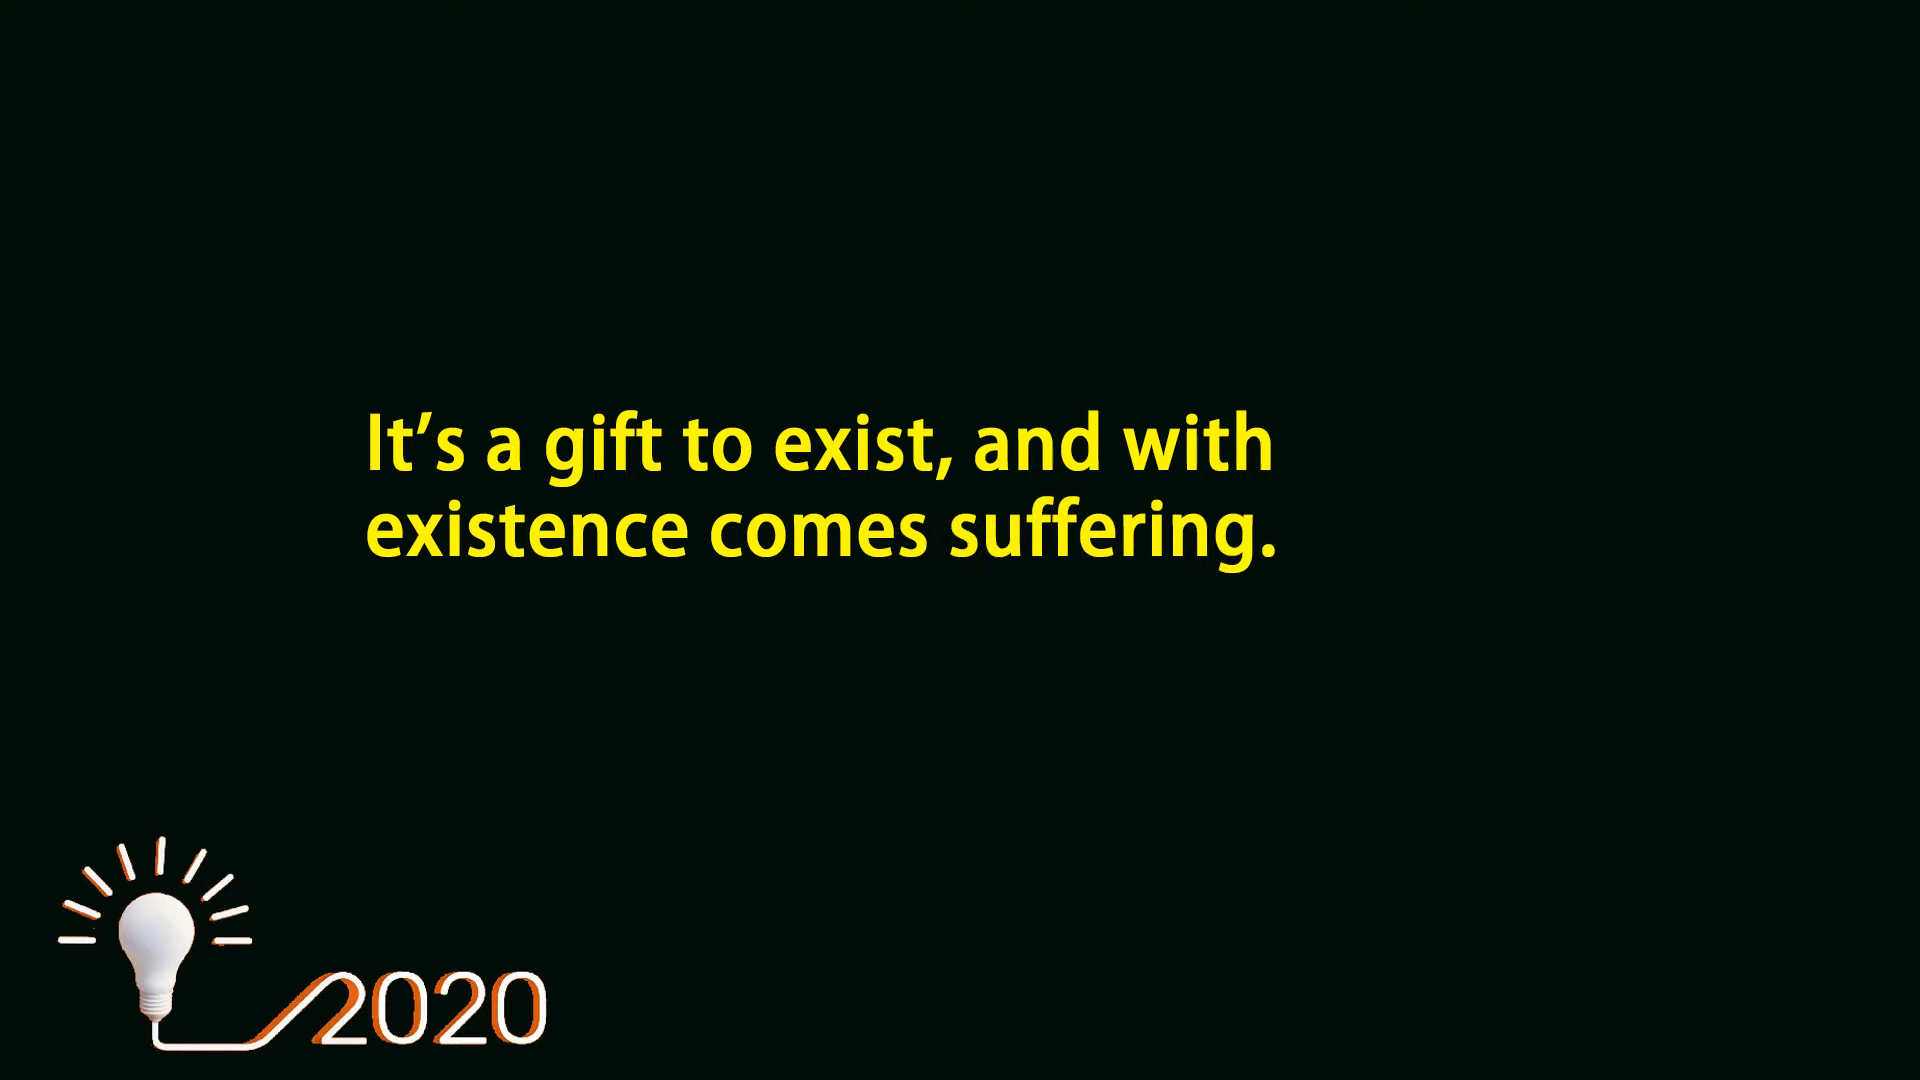 It’s a gift to exist, and with
existence comes suffering.
2020